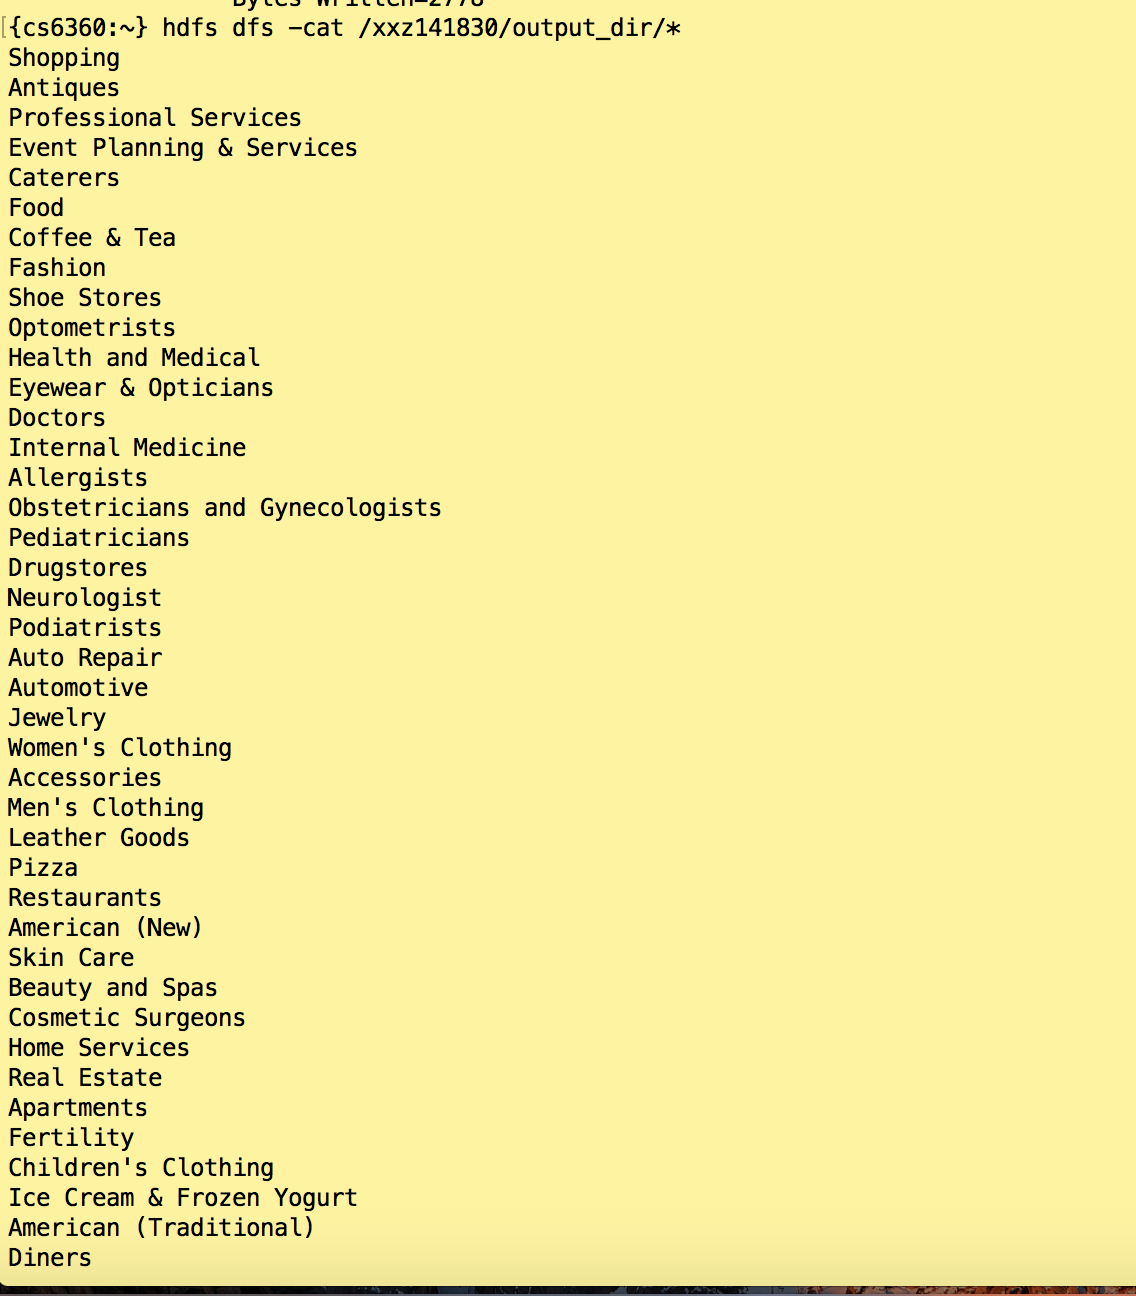 Bytes Written=2778
[{cs6360:~} hdfs dfs -cat /xxz141830/output_dir/*
Shopping
Antiques
Professional Services
Event Planning & Services
Caterers
Food
Coffee & Tea
Fashion
Shoe Stores
Optometrists
Health and Medical
Eyewear & Opticians
Doctors
Internal Medicine
Allergists
Obstetricians and Gynecologists
Pediatricians
Drugstores
Neurologist
Podiatrists
Auto Repair
Automotive
Jewelry
Women's Clothing
Accessories
Men's Clothing
Leather Goods
Pizza
Restaurants
American (New)
Skin Care
Beauty and Spas
Cosmetic Surgeons
Home Services
Real Estate
Apartments
Fertility
Children's Clothing
Ice Cream & Frozen Yogurt
American (Traditional)
Diners